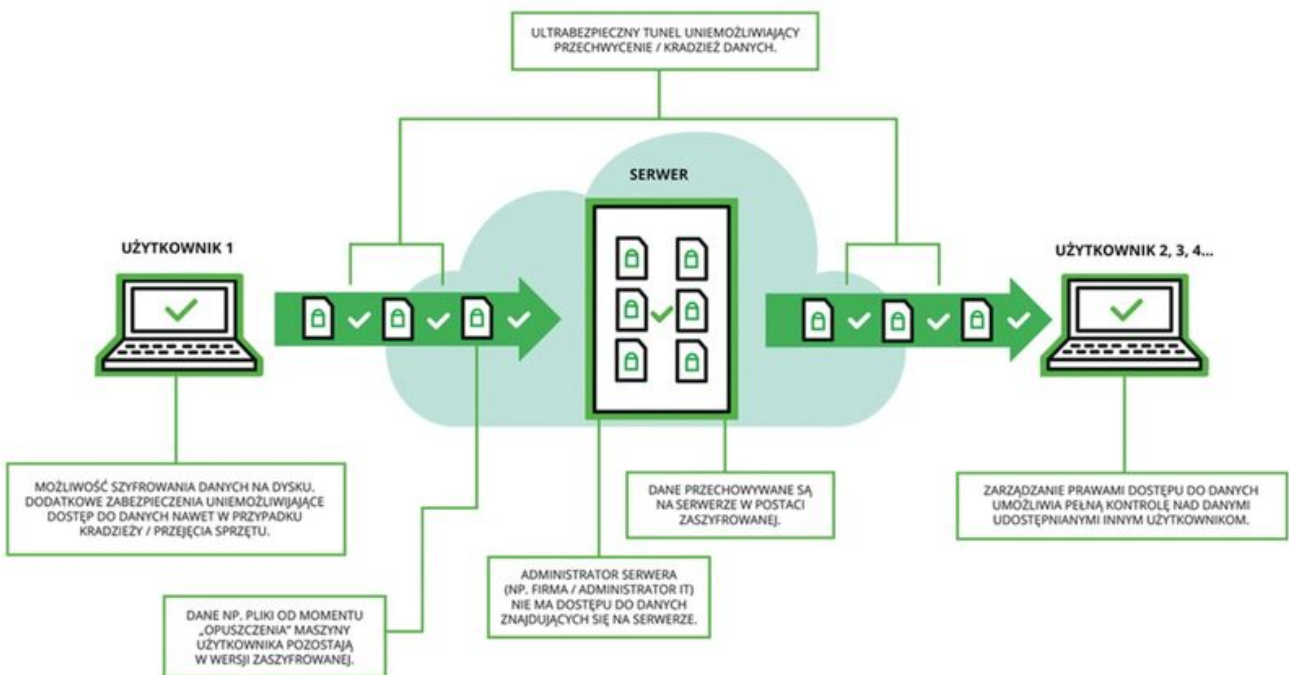 ULTRABEZPIECZNY TUNEL UNIEMOŻLIWIAJĄCY
PRZECHWYCENIE / KRADZIEŻ DANYCH.
SERWER
UŻYTKOWNIK 1
UŻYTKOWNIK 2, 3, 4...
MOŻLIWOŚĆ SZYFROWANIA DANYCH NA DYSKU.
DODATKOWE ZABEZPIECZENIA UNIEMOŻLIWIJAJĄCE
DOSTĘP DO DANYCH NAWET W PRZYPADKU
KRADZIEŻY / PRZEJĘCIA SPRZĘTU.
DANE PRZECHOWYWANE SĄ
NA SERWERZE W POSTACI
ZASZYFROWANEJ.
ZARZĄDZANIE PRAWAMI DOSTĘPU DO DANYCH
UMOŻLIWIA PEŁNĄ KONTROLĘ NAD DANYMI
UDOSTĘPNIANYMI INNYM UŻYTKOWNIKOM.
ADMINISTRATOR SERWERA
(NP. FIRMA / ADMINISTRATOR IT)
NIE MA DOSTĘPU DO DANYCH
ZNAJDUJĄCYCH SIĘ NA SERWERZE.
DANE NP. PLIKI OD MOMENTU
„OPUSZCZENIA" MASZYNY
UŻYTKOWNIKA POZOSTAJĄ
W WERSJI ZASZYFROWANEJ.